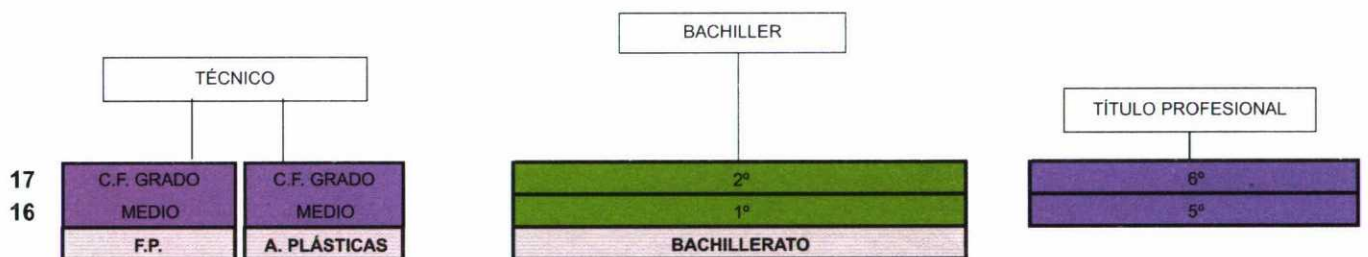 BACHILLER
TÉCNICO
TÍTULO PROFESIONAL
17 C.F. GRADO C.F. GRADO 2º 6º
16 MEDIO MEDIO 1º 5º
F.P. A. PLÁSTICAS BACHILLERATO